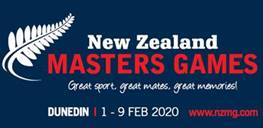 New Zealand
MASTERS GAMES
Great sport, great mates, great memories!
DUNEDIN | 1 - 9 FEB 2020 www.nzmg.com